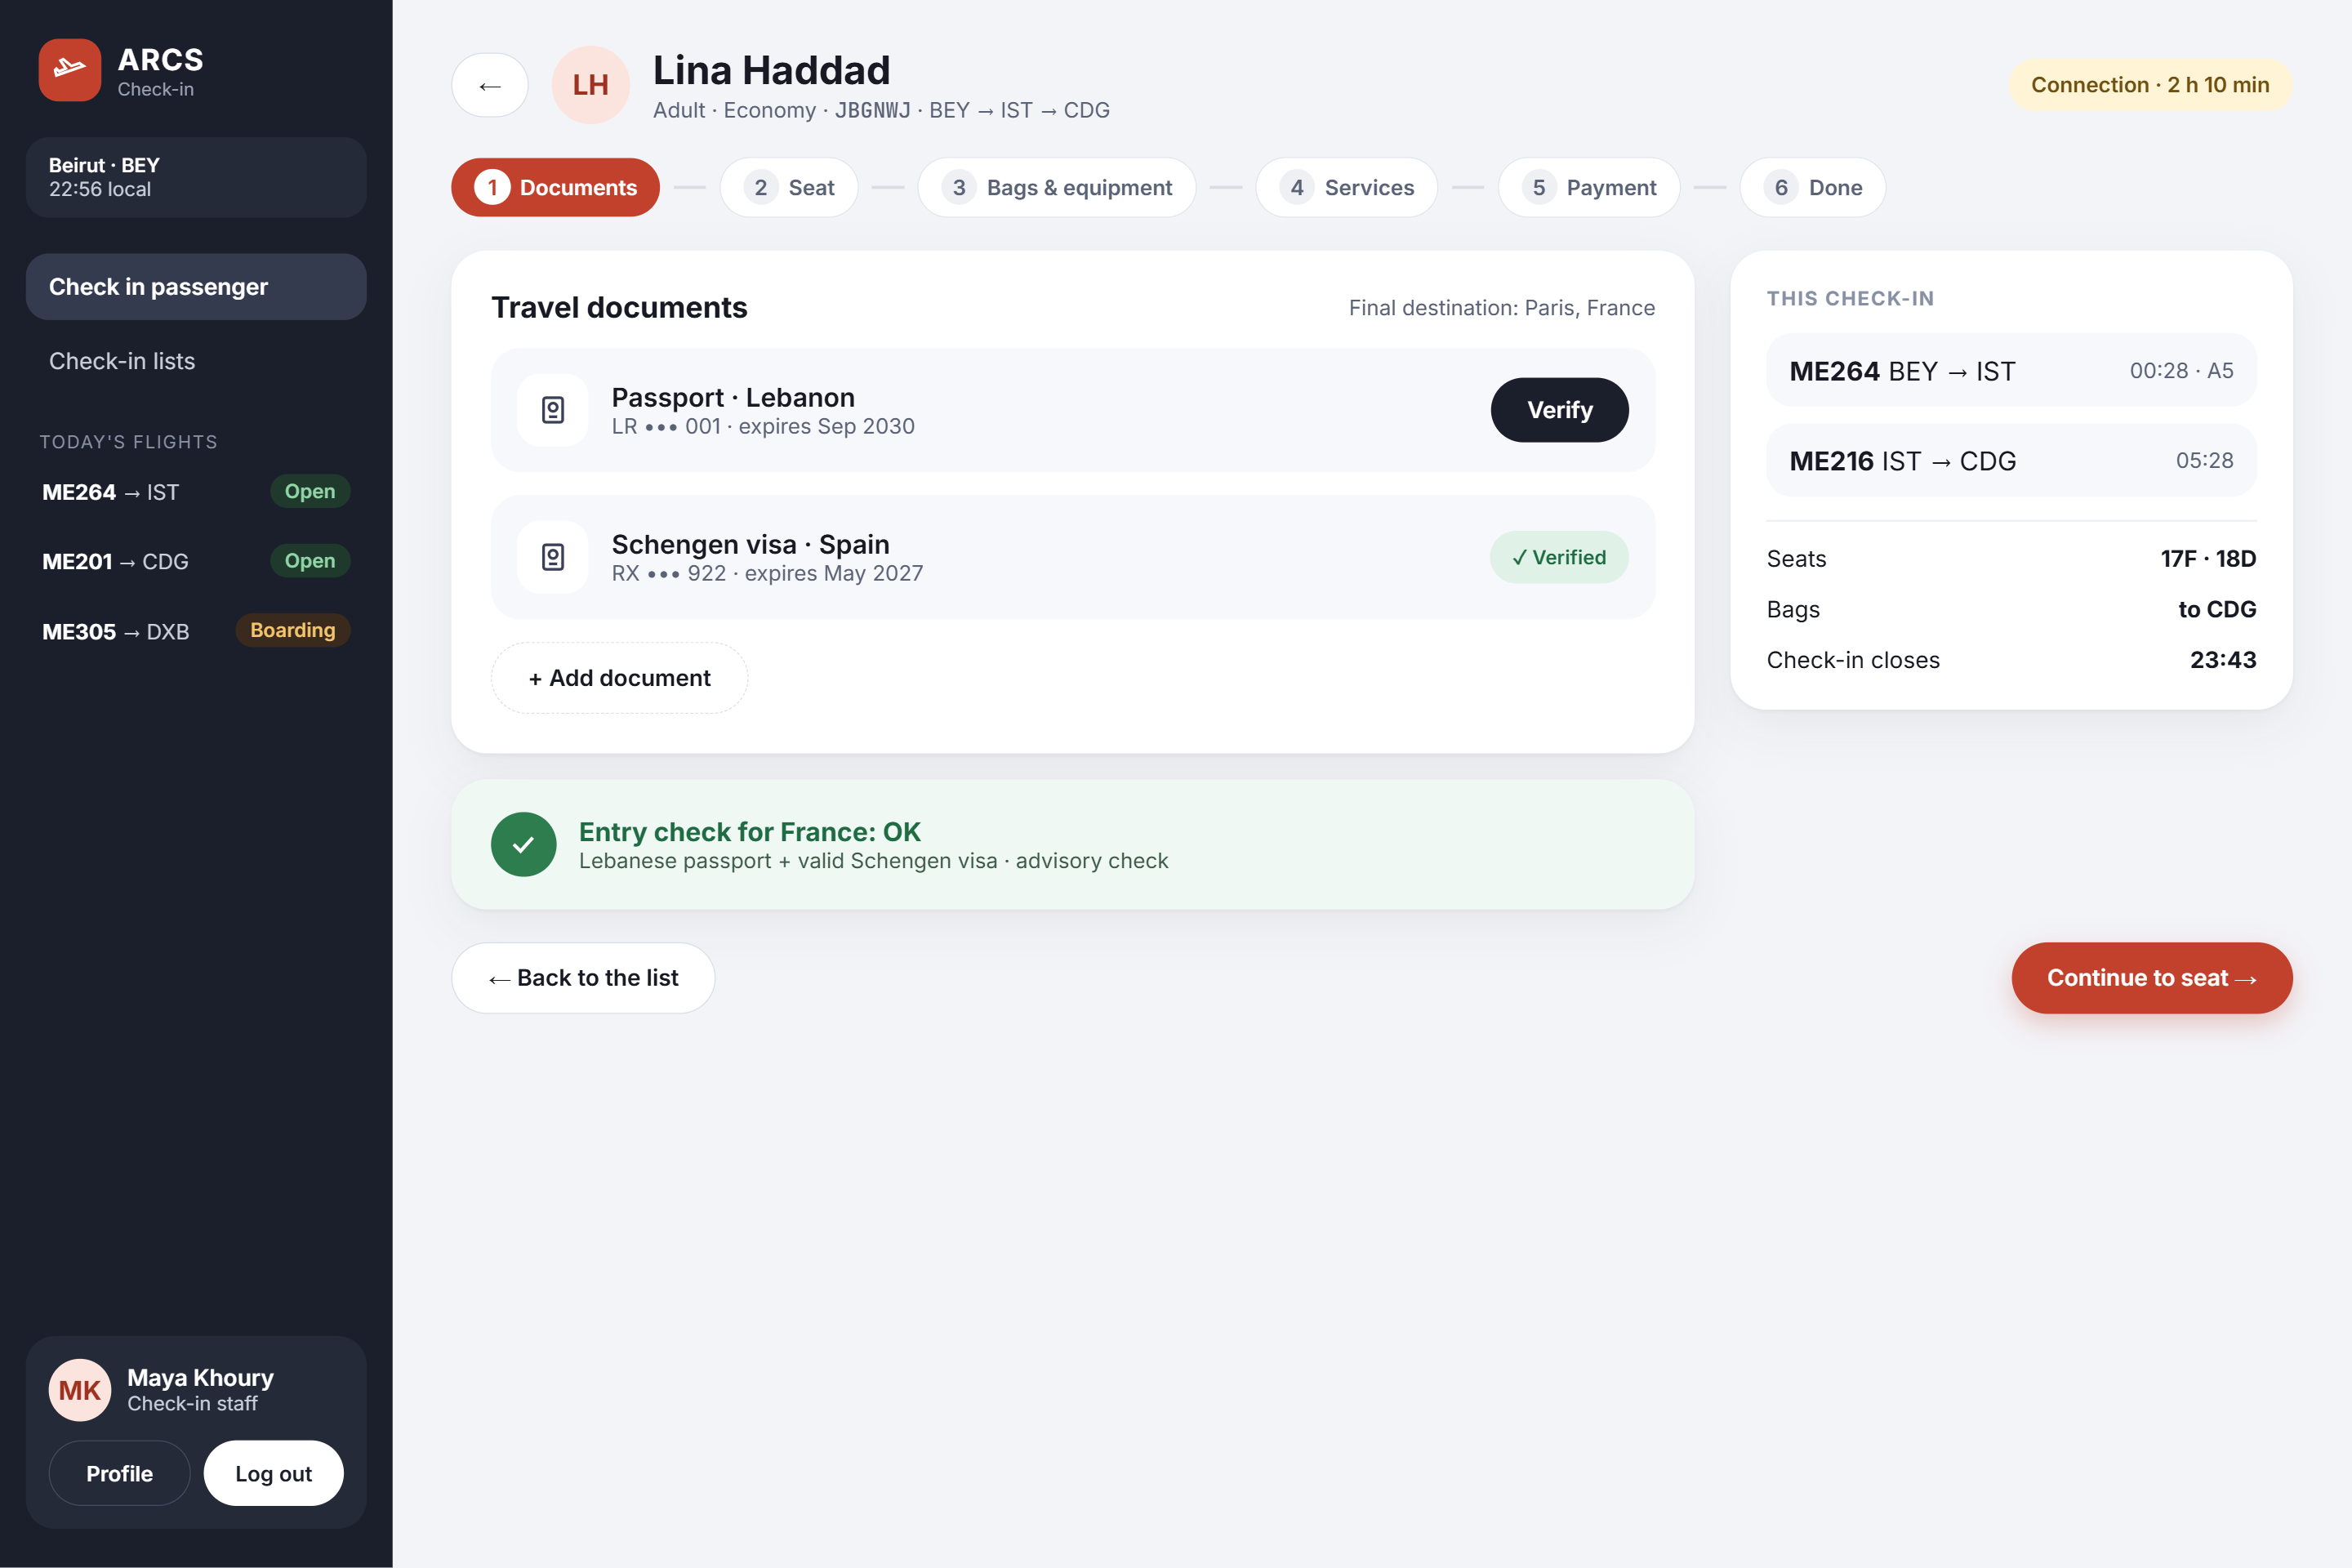 ARCS
Check-in
Beirut · BEY
22:56 local
Check in passenger
Check-in lists
TODAY'S FLIGHTS
ME264 → IST Open
ME201 → CDG Open
ME305 → DXB Boarding
MK
Maya Khoury
Check-in staff
Profile
Log out
←
LH
Lina Haddad
Adult · Economy · JBGNWJ · BEY → IST → CDG
Connection · 2 h 10 min
1 Documents
2 Seat
3 Bags & equipment
4 Services
5 Payment
6 Done
Travel documents
Final destination: Paris, France
Passport · Lebanon
LR ••• 001 · expires Sep 2030
Verify
Schengen visa · Spain
RX ••• 922 · expires May 2027
✓ Verified
+ Add document
Entry check for France: OK
Lebanese passport + valid Schengen visa · advisory check
THIS CHECK-IN
ME264 BEY → IST 00:28 · A5
ME216 IST → CDG 05:28
Seats 17F · 18D
Bags to CDG
Check-in closes 23:43
← Back to the list
Continue to seat →